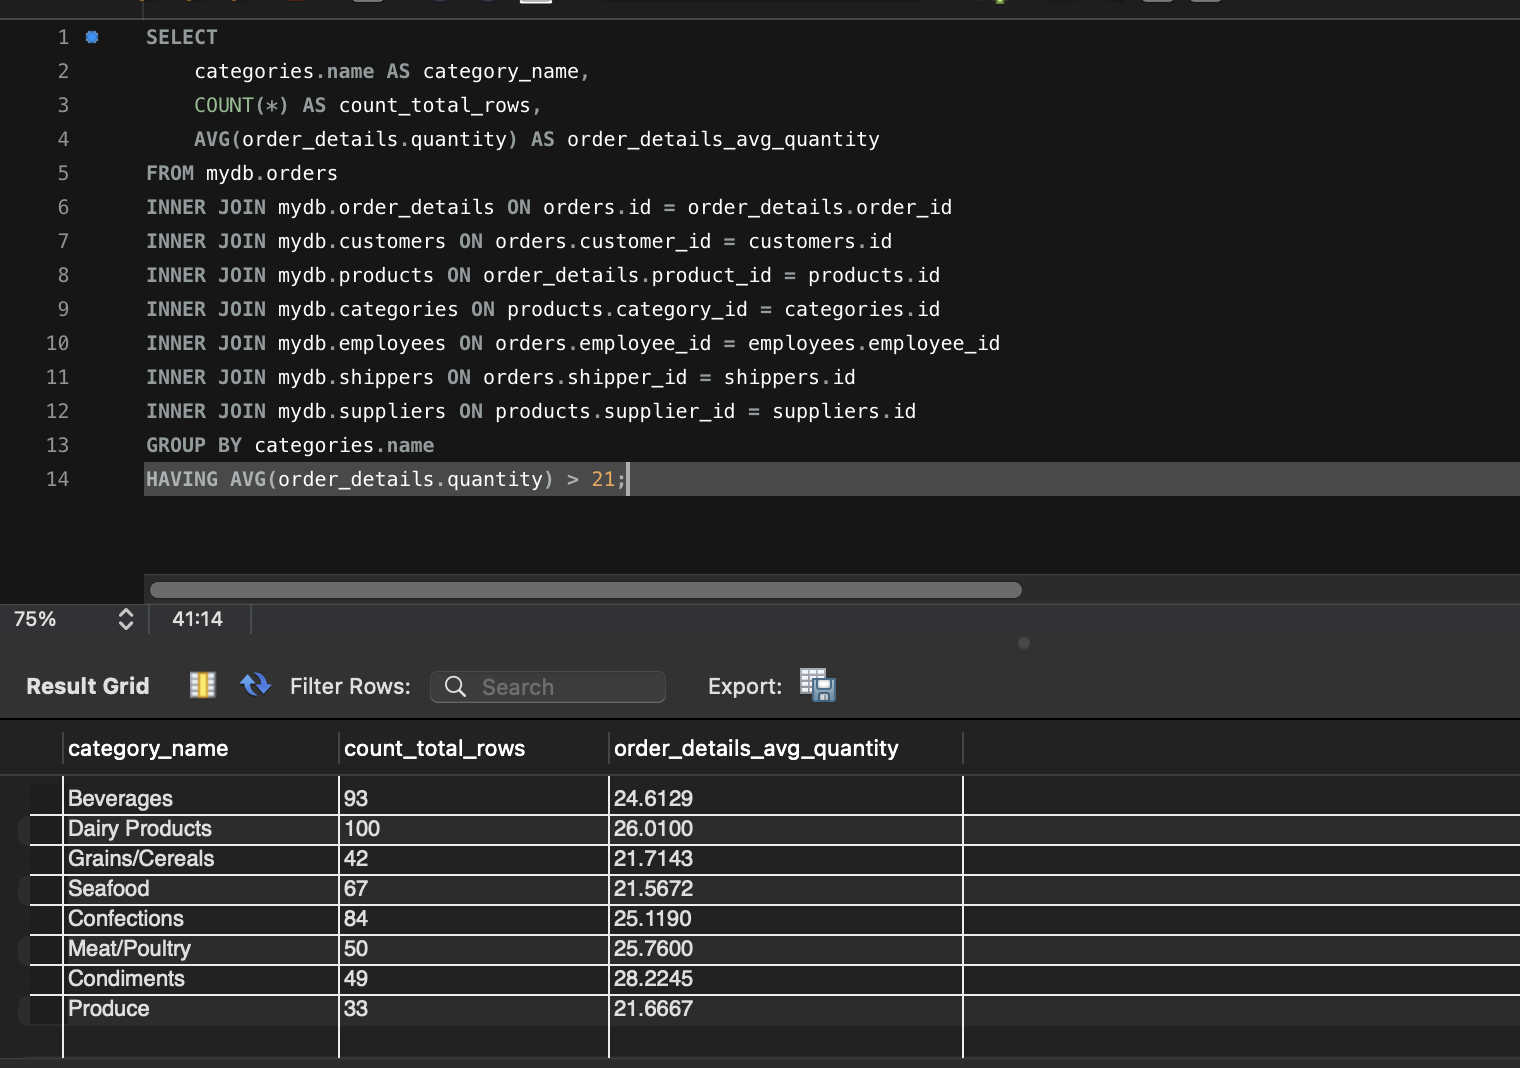 1 SELECT
2 categories.name AS category_name,
3 COUNT(*) AS count_total_rows,
4 AVG(order_details.quantity) AS order_details_avg_quantity
5 FROM mydb.orders
6 INNER JOIN mydb.order_details ON orders.id = order_details.order_id
7 INNER JOIN mydb.customers ON orders.customer_id = customers.id
8 INNER JOIN mydb.products ON order_details.product_id = products.id
9 INNER JOIN mydb.categories ON products.category_id = categories.id
10 INNER JOIN mydb.employees ON orders.employee_id = employees.employee_id
11 INNER JOIN mydb.shippers ON orders.shipper_id = shippers.id
12 INNER JOIN mydb.suppliers ON products.supplier_id = suppliers.id
13 GROUP BY categories.name
14 HAVING AVG(order_details.quantity) > 21;
75% 41:14
Result Grid Filter Rows: Search Export:
category_name count_total_rows order_details_avg_quantity
Beverages 93 24.6129
Dairy Products 100 26.0100
Grains/Cereals 42 21.7143
Seafood 67 21.5672
Confections 84 25.1190
Meat/Poultry 50 25.7600
Condiments 49 28.2245
Produce 33 21.6667